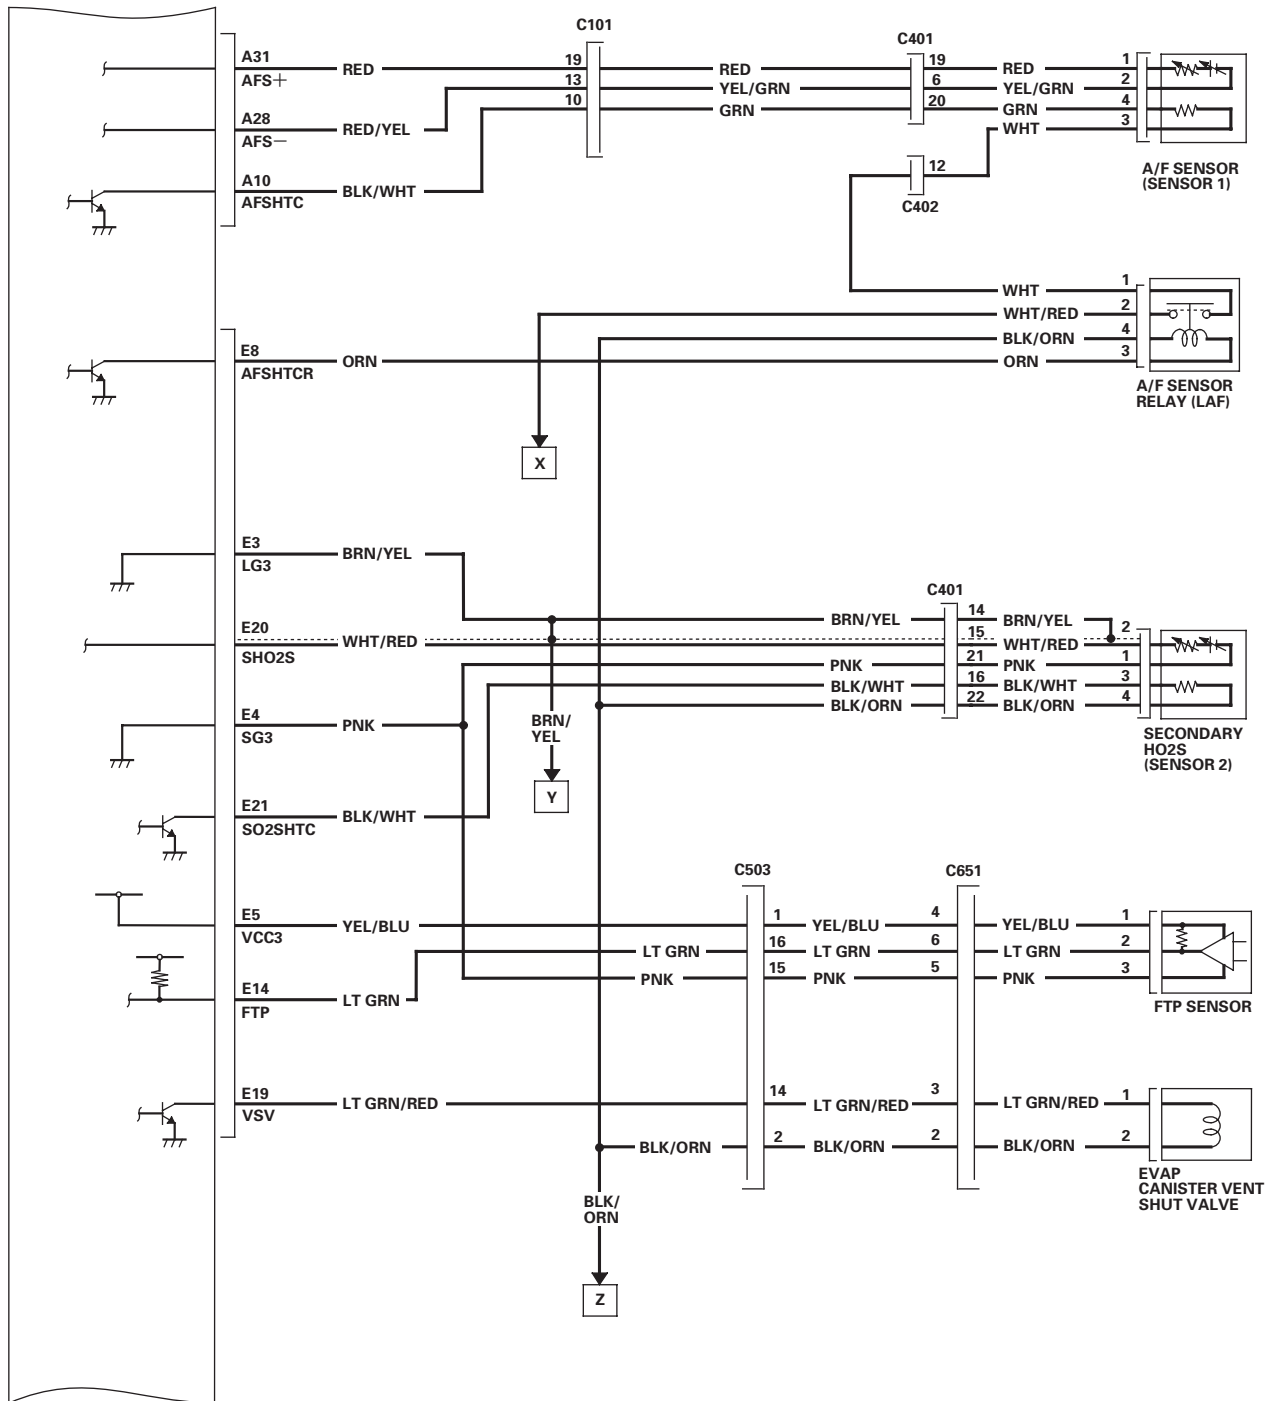 C101
C401
A31
19
19
1
RED
RED
RED
AFS+
13
6
2
YEL/GRN
YEL/GRN
10
20
4
GRN
GRN
A28
RED/YEL
WHT
3
AFS−
A10
BLK/WHT
AFSHTC
12
C402
A/F SENSOR
(SENSOR 1)
WHT
1
WHT/RED
2
BLK/ORN
4
E8
ORN
ORN
3
AFSHTCR
A/F SENSOR
RELAY (LAF)
X
E3
BRN/YEL
LG3
C401
BRN/YEL
14
BRN/YEL
E20
WHT/RED
15
WHT/RED
2
SHO2S
PNK
21
PNK
1
BLK/WHT
16
BLK/WHT
3
BLK/ORN
22
BLK/ORN
4
E4
PNK
SG3
BRN/
YEL
SECONDARY
HO2S
(SENSOR 2)
Y
E21
BLK/WHT
SO2SHTC
C503
C651
E5
YEL/BLU
1
YEL/BLU
4
YEL/BLU
1
VCC3
LT GRN
16
LT GRN
6
LT GRN
2
PNK
15
PNK
5
PNK
3
E14
LT GRN
FTP
FTP SENSOR
E19
LT GRN/RED
14
LT GRN/RED
3
LT GRN/RED
1
VSV
BLK/ORN
2
BLK/ORN
2
BLK/ORN
2
EVAP
CANISTER VENT
SHUT VALVE
BLK/
ORN
Z